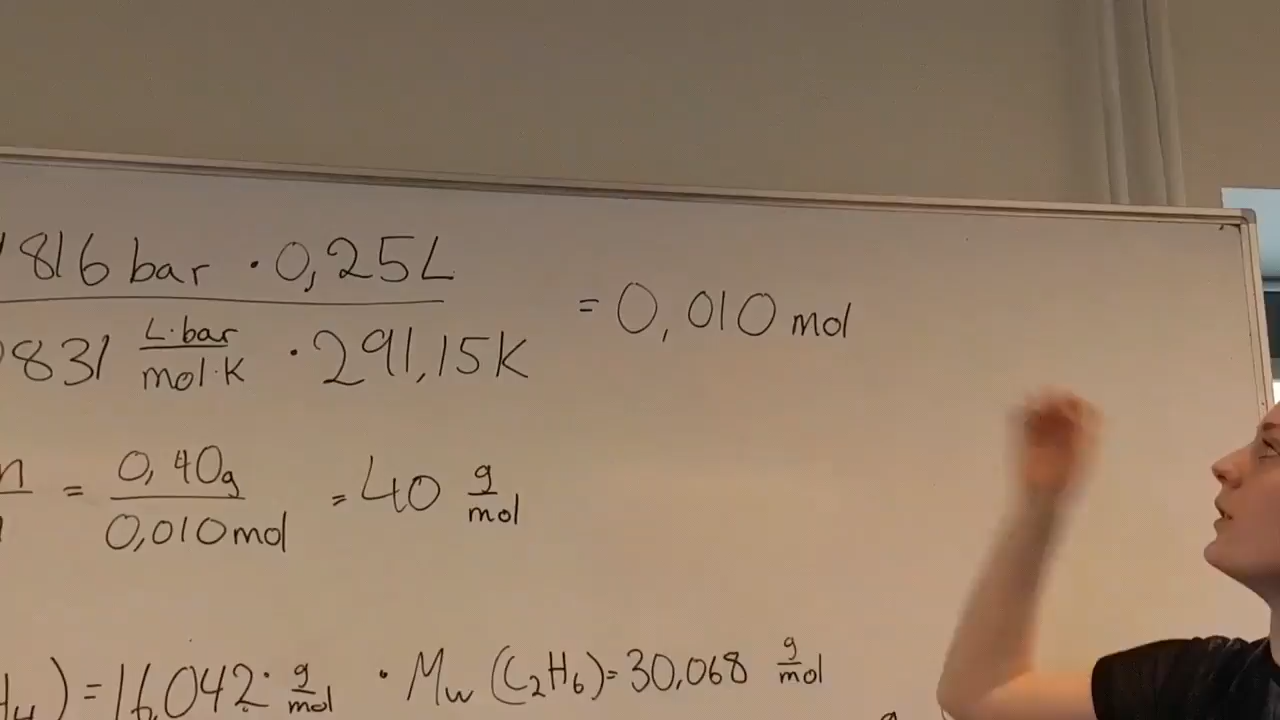 816 bar · 0,25L
831 L·bar/mol·K · 291,15K = 0,010 mol
= 0,40g/0,010mol = 40 g/mol
) = 16,042 g/mol · Mw (C2H6) = 30,068 g/mol